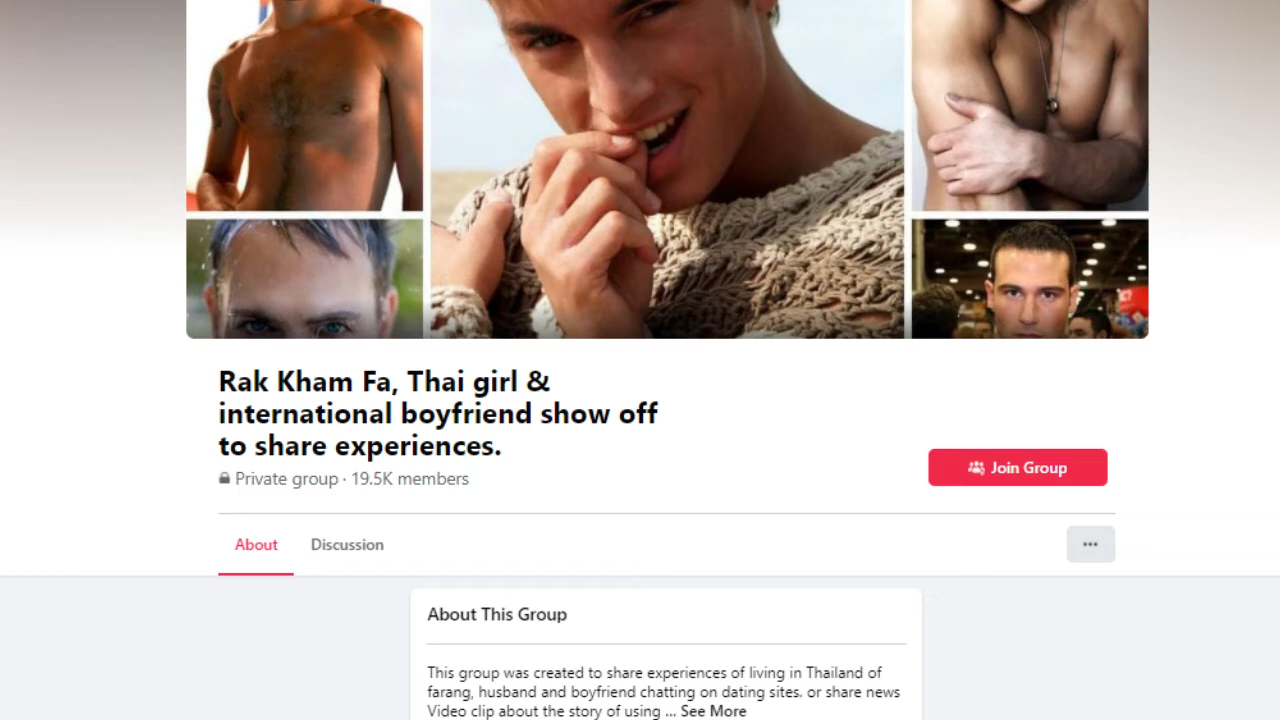 Rak Kham Fa, Thai girl &
international boyfriend show off
to share experiences.
Private group · 19.5K members
Join Group
About
Discussion
About This Group
This group was created to share experiences of living in Thailand of
farang, husband and boyfriend chatting on dating sites. or share news
Video clip about the story of using ... See More